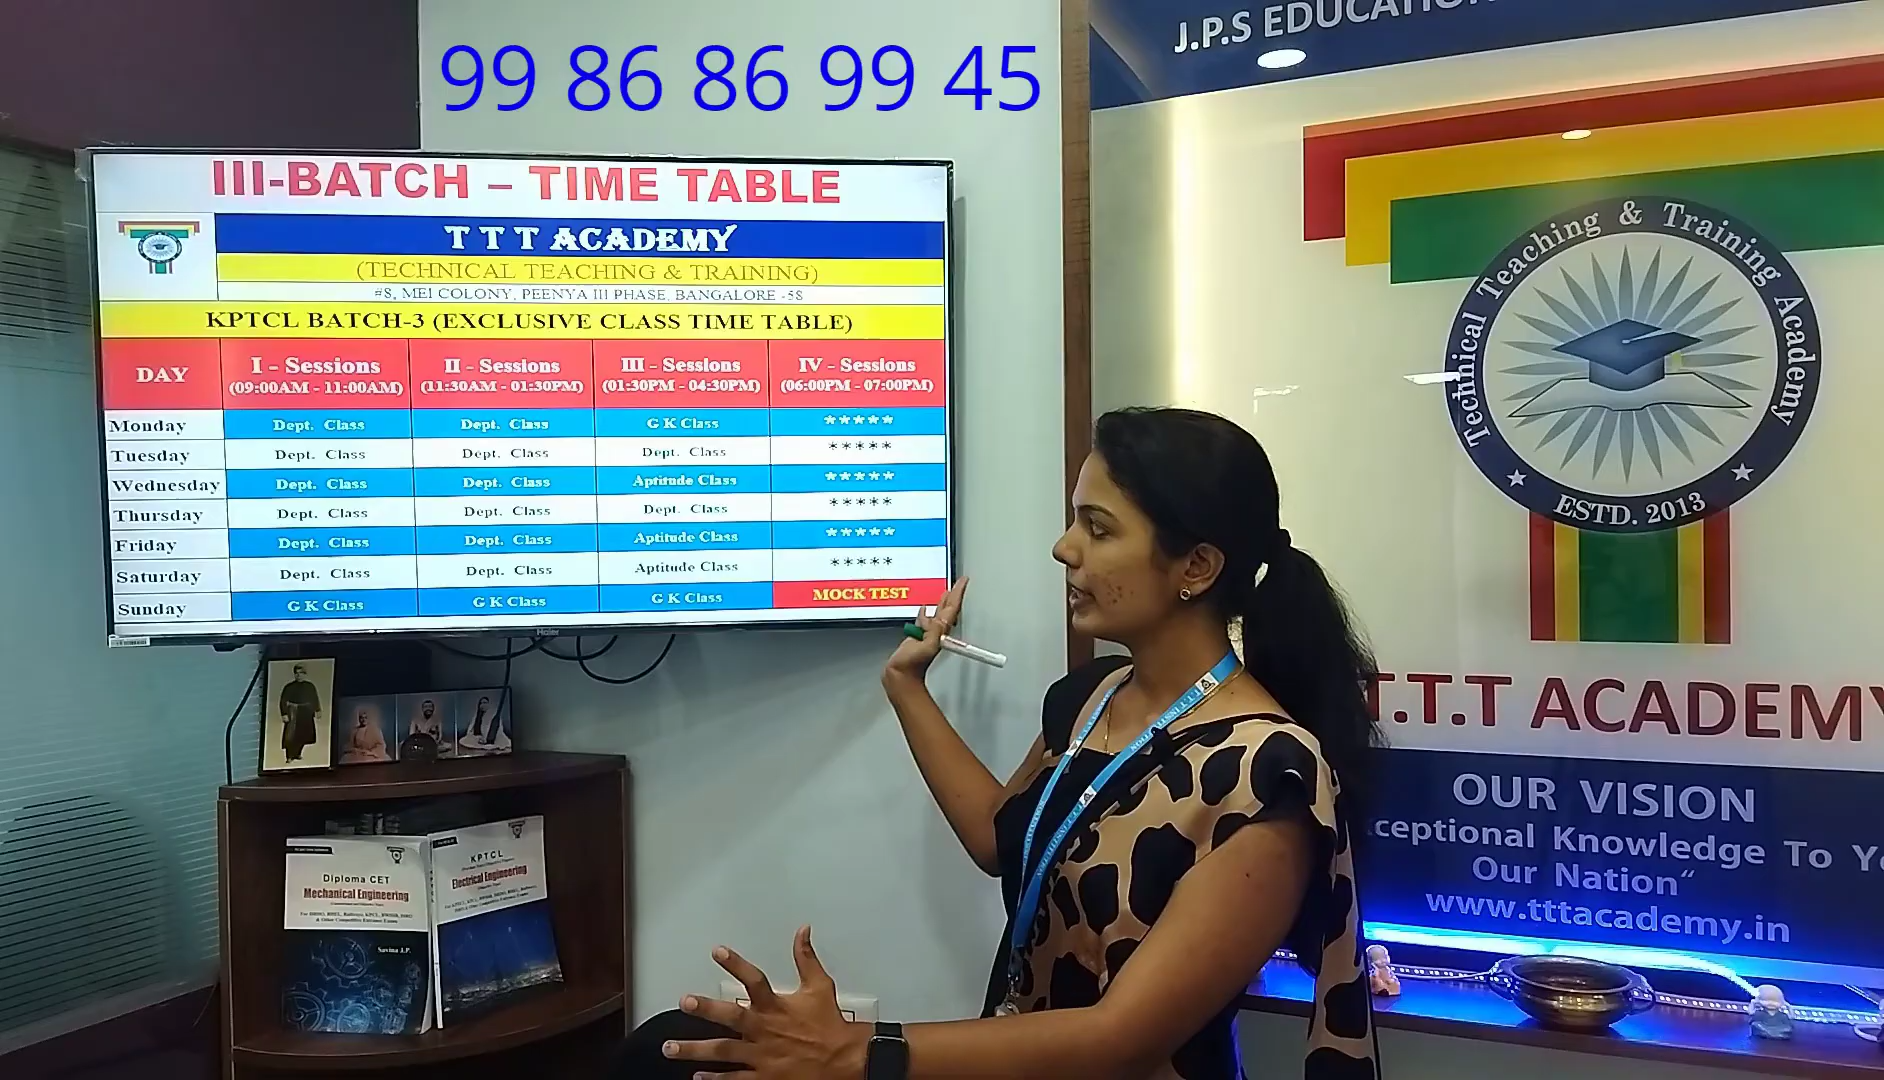 99 86 86 99 45
J.P.S EDUCATION
III-BATCH – TIME TABLE
T T T ACADEMY
(TECHNICAL TEACHING & TRAINING)
#8, MEI COLONY, PEENYA III PHASE, BANGALORE -58
KPTCL BATCH-3 (EXCLUSIVE CLASS TIME TABLE)
DAY I - Sessions (09:00AM - 11:00AM) II - Sessions (11:30AM - 01:30PM) III - Sessions (01:30PM - 04:30PM) IV - Sessions (06:00PM - 07:00PM)
Monday Dept. Class Dept. Class G K Class *****
Tuesday Dept. Class Dept. Class Dept. Class *****
Wednesday Dept. Class Dept. Class Aptitude Class *****
Thursday Dept. Class Dept. Class Dept. Class *****
Friday Dept. Class Dept. Class Aptitude Class *****
Saturday Dept. Class Dept. Class Aptitude Class *****
Sunday G K Class G K Class G K Class MOCK TEST
Haier
Technical Teaching & Training Academy
ESTD. 2013
T.T.T ACADEMY
OUR VISION
ceptional Knowledge To
Our Nation“
www.tttacademy.in
Diploma CET
Mechanical Engineering
Navina J.P.
KPTCL
Electrical Engineering